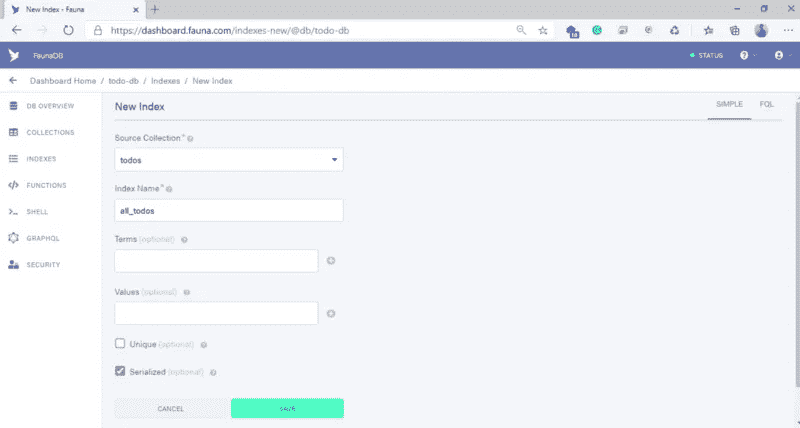 New Index - Fauna
https://dashboard.fauna.com/indexes-new/@db/todo-db
FaunaDB
STATUS
Dashboard Home / todo-db / Indexes / New Index
DB OVERVIEW
COLLECTIONS
INDEXES
FUNCTIONS
SHELL
GRAPHQL
SECURITY
New Index
SIMPLE
FQL
Source Collection*
todos
Index Name*
all_todos
Terms (optional)
Values (optional)
Unique (optional)
Serialized (optional)
CANCEL
SAVE